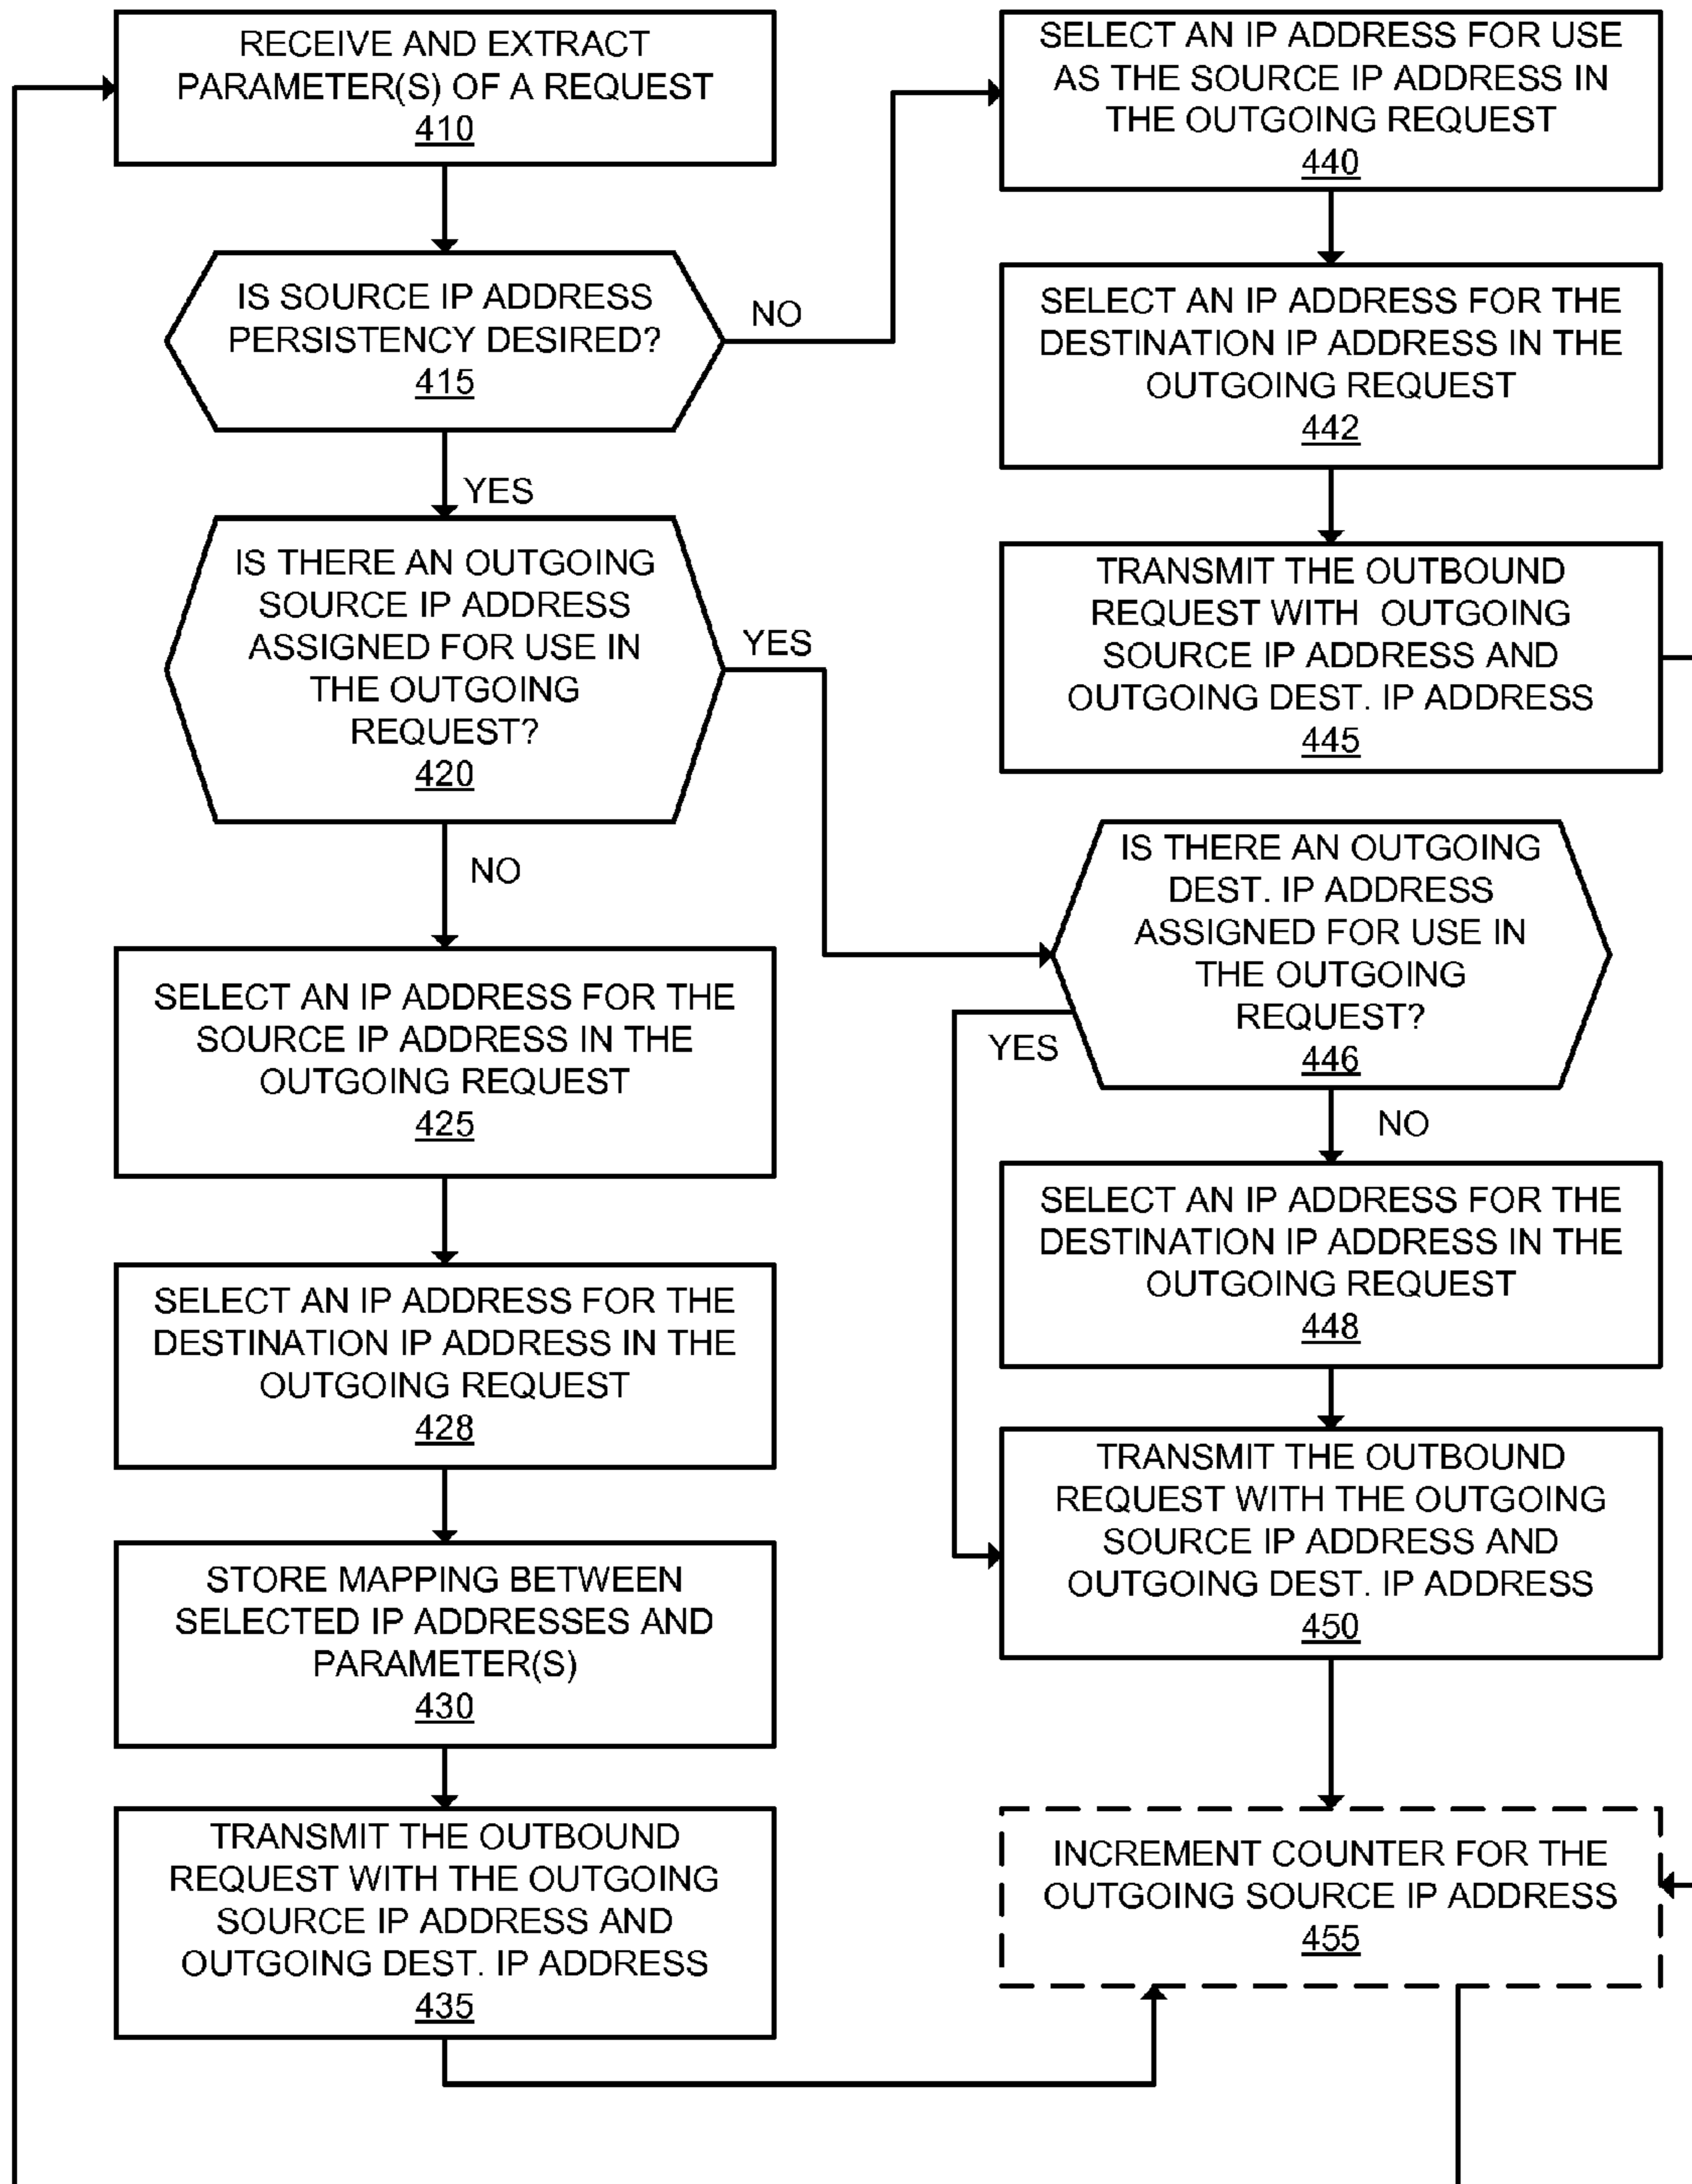 RECEIVE AND EXTRACT
PARAMETER(S) OF A REQUEST
410
IS SOURCE IP ADDRESS
PERSISTENCY DESIRED?
415
NO
YES
IS THERE AN OUTGOING
SOURCE IP ADDRESS
ASSIGNED FOR USE IN
THE OUTGOING
REQUEST?
420
YES
NO
SELECT AN IP ADDRESS FOR THE
SOURCE IP ADDRESS IN THE
OUTGOING REQUEST
425
SELECT AN IP ADDRESS FOR THE
DESTINATION IP ADDRESS IN THE
OUTGOING REQUEST
428
STORE MAPPING BETWEEN
SELECTED IP ADDRESSES AND
PARAMETER(S)
430
TRANSMIT THE OUTBOUND
REQUEST WITH THE OUTGOING
SOURCE IP ADDRESS AND
OUTGOING DEST. IP ADDRESS
435
SELECT AN IP ADDRESS FOR USE
AS THE SOURCE IP ADDRESS IN
THE OUTGOING REQUEST
440
SELECT AN IP ADDRESS FOR THE
DESTINATION IP ADDRESS IN THE
OUTGOING REQUEST
442
TRANSMIT THE OUTBOUND
REQUEST WITH OUTGOING
SOURCE IP ADDRESS AND
OUTGOING DEST. IP ADDRESS
445
IS THERE AN OUTGOING
DEST. IP ADDRESS
ASSIGNED FOR USE IN
THE OUTGOING
REQUEST?
446
YES
NO
SELECT AN IP ADDRESS FOR THE
DESTINATION IP ADDRESS IN THE
OUTGOING REQUEST
448
TRANSMIT THE OUTBOUND
REQUEST WITH THE OUTGOING
SOURCE IP ADDRESS AND
OUTGOING DEST. IP ADDRESS
450
INCREMENT COUNTER FOR THE
OUTGOING SOURCE IP ADDRESS
455